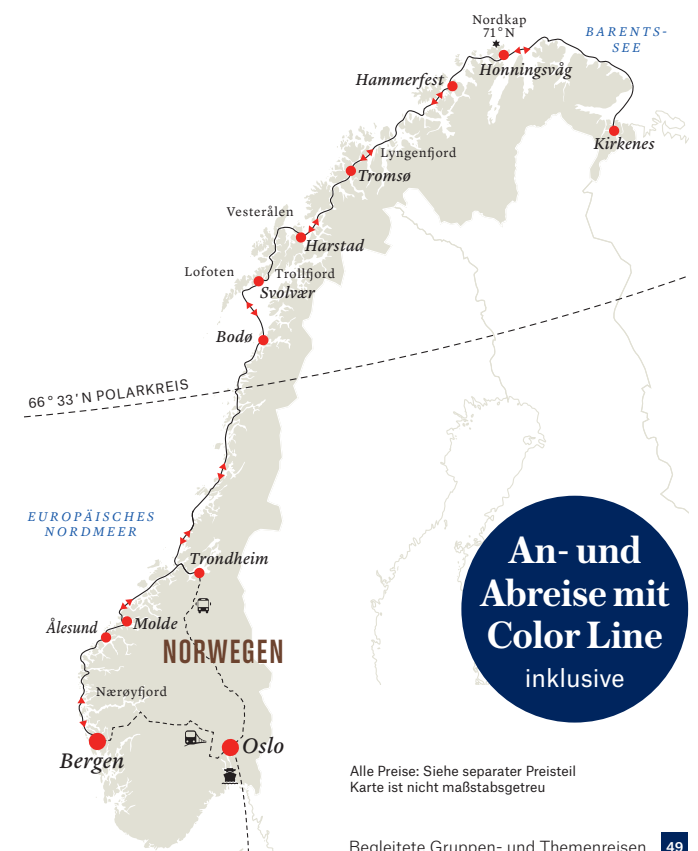 Nordkap
71°N
BARENTS-
SEE
Honningsvåg
Hammerfest
Kirkenes
Lyngenfjord
Tromsø
Vesterålen
Harstad
Lofoten
Trollfjord
Svolvær
Bodø
66°33'N POLARKREIS
EUROPÄISCHES
NORDMEER
Trondheim
Ålesund
Molde
NORWEGEN
Nærøyfjord
Bergen
Oslo
An- und
Abreise mit
Color Line
inklusive
Alle Preise: Siehe separater Preisteil
Karte ist nicht maßstabsgetreu
Begleitete Gruppen- und Themenreisen 49